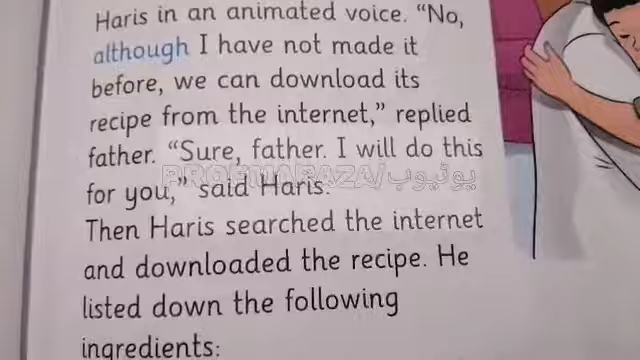 Haris in an animated voice. “No,
although I have not made it
before, we can download its
recipe from the internet,” replied
father. “Sure, father. I will do this
PROFMARAZA/یوٹیوب
for you,” said Haris.
Then Haris searched the internet
and downloaded the recipe. He
listed down the following
ingredients: